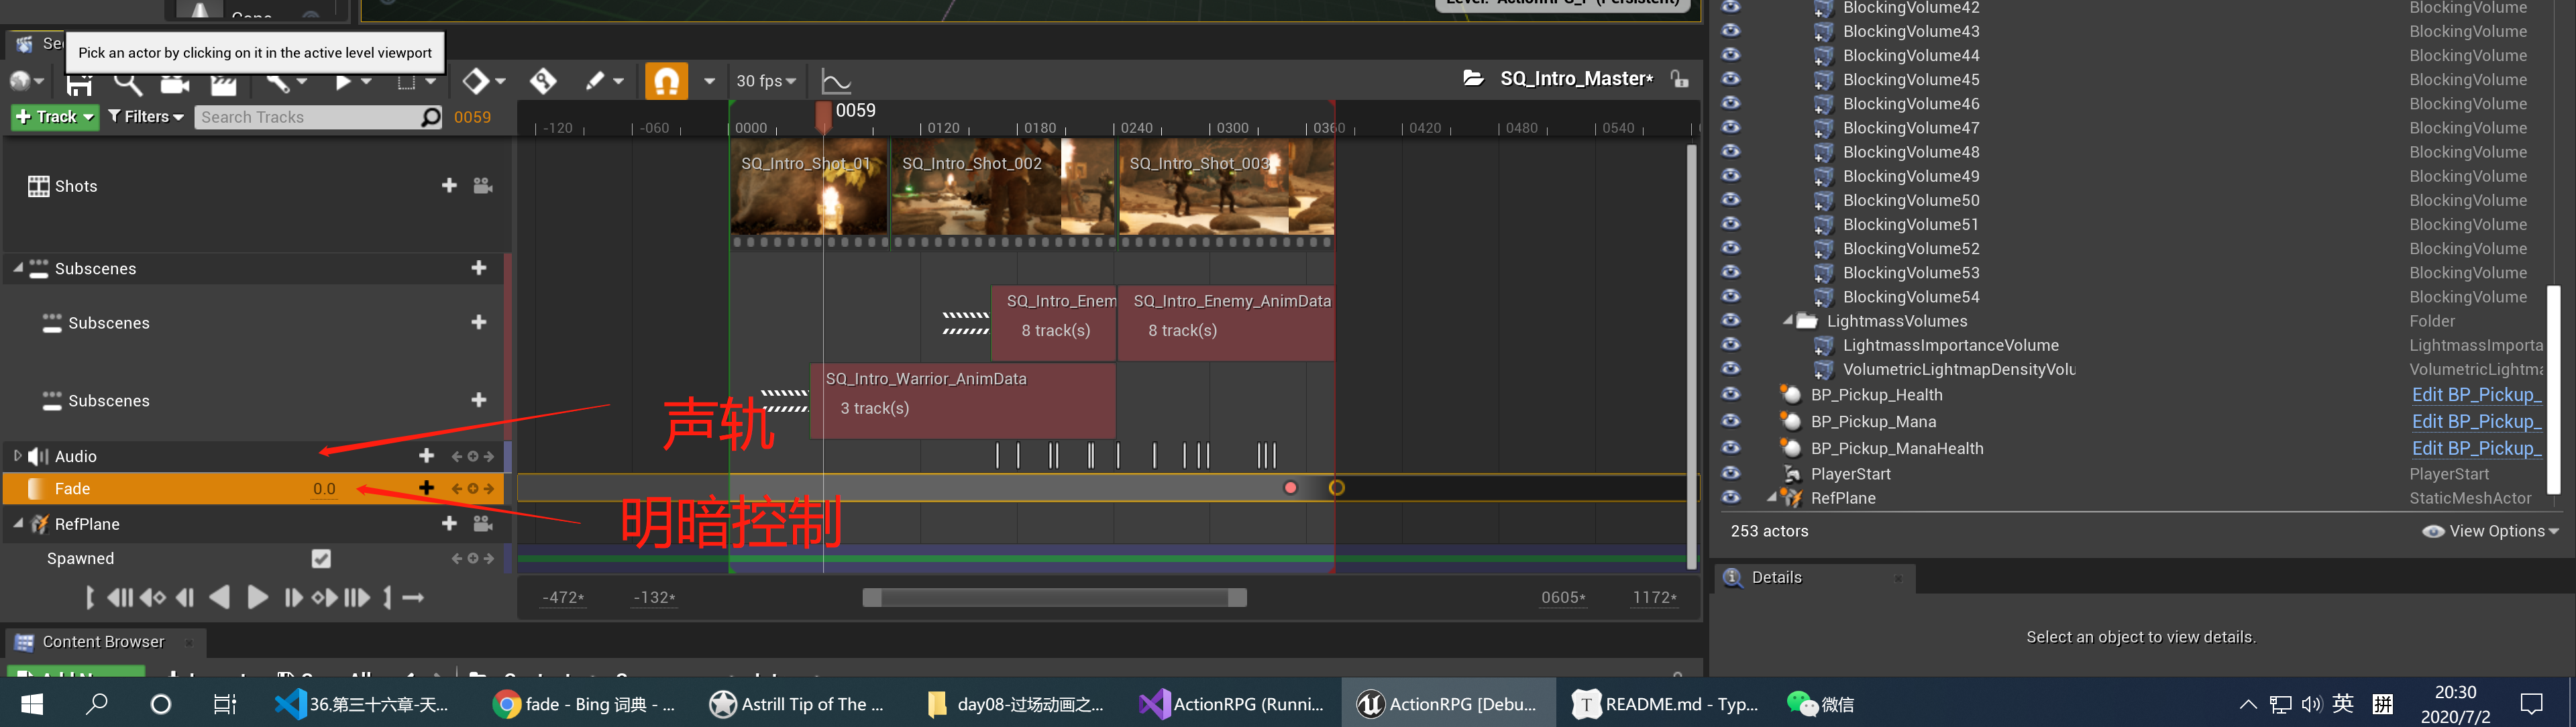 Level: ActionRPG_P (Persistent)
Pick an actor by clicking on it in the active level viewport
30 fps
SQ_Intro_Master*
Track
Filters
Search Tracks
0059
0059
-120
-060
0000
0120
0180
0240
0300
0360
0420
0480
0540
Shots
SQ_Intro_Shot_01
SQ_Intro_Shot_002
SQ_Intro_Shot_003
Subscenes
Subscenes
SQ_Intro_Enem
8 track(s)
SQ_Intro_Enemy_AnimData
8 track(s)
Subscenes
SQ_Intro_Warrior_AnimData
3 track(s)
声轨
Audio
Fade
0.0
明暗控制
RefPlane
Spawned
-472*
-132*
0605*
1172*
Content Browser
BlockingVolume42
BlockingVolume
BlockingVolume43
BlockingVolume
BlockingVolume44
BlockingVolume
BlockingVolume45
BlockingVolume
BlockingVolume46
BlockingVolume
BlockingVolume47
BlockingVolume
BlockingVolume48
BlockingVolume
BlockingVolume49
BlockingVolume
BlockingVolume50
BlockingVolume
BlockingVolume51
BlockingVolume
BlockingVolume52
BlockingVolume
BlockingVolume53
BlockingVolume
BlockingVolume54
BlockingVolume
LightmassVolumes
Folder
LightmassImportanceVolume
LightmassImporta
VolumetricLightmapDensityVolu
VolumetricLightma
BP_Pickup_Health
Edit BP_Pickup_
BP_Pickup_Mana
Edit BP_Pickup_
BP_Pickup_ManaHealth
Edit BP_Pickup_
PlayerStart
PlayerStart
RefPlane
StaticMeshActor
253 actors
View Options
Details
Select an object to view details.
36.第三十六章-天...
fade - Bing 词典 - ...
Astrill Tip of The ...
day08-过场动画之...
ActionRPG (Runni...
ActionRPG [Debu...
README.md - Typ...
微信
英
拼
20:30
2020/7/2